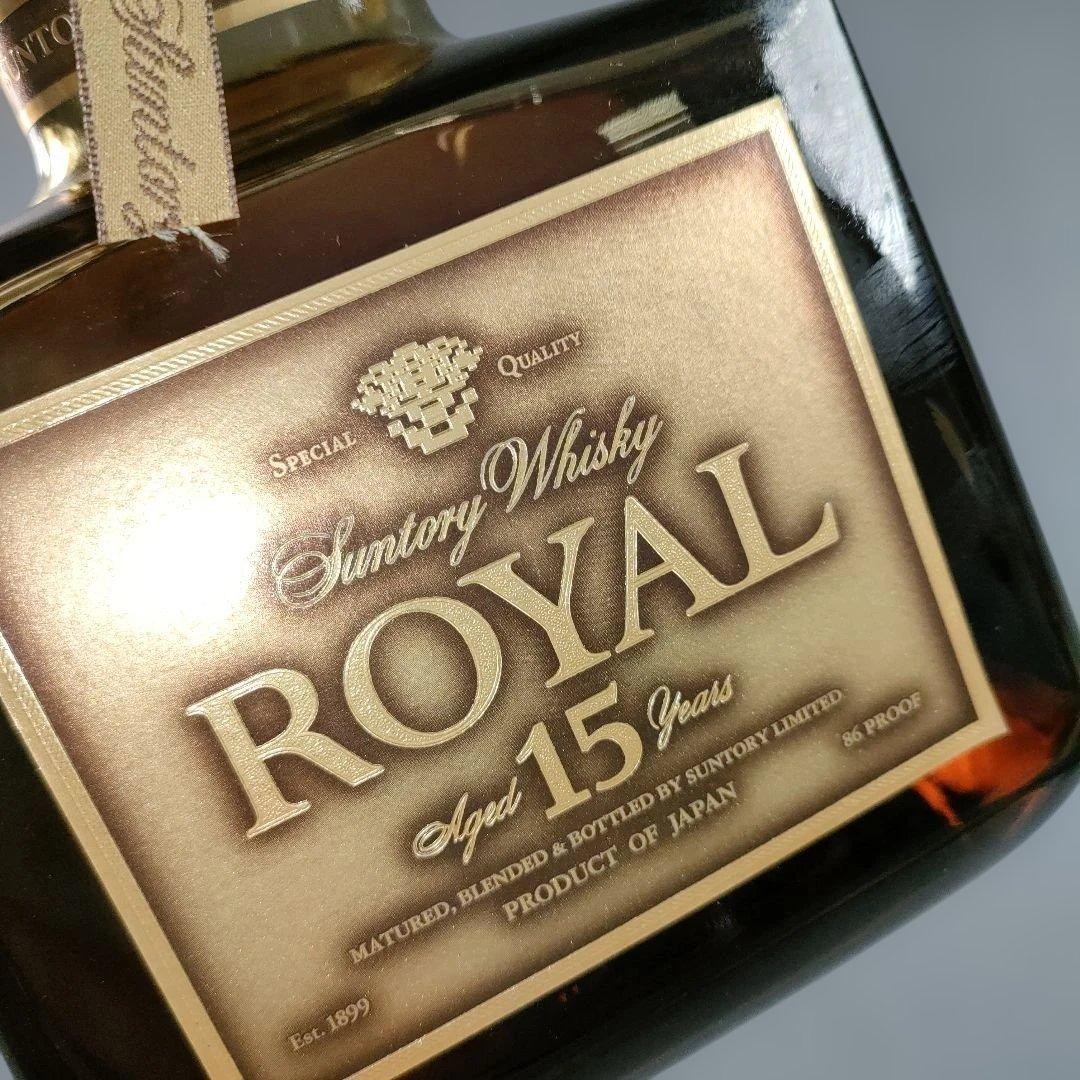 Suntory
SPECIAL QUALITY
Suntory Whisky
ROYAL
Aged 15 Years
MATURED, BLENDED & BOTTLED BY SUNTORY LIMITED
PRODUCT OF JAPAN
Est. 1899
86 PROOF